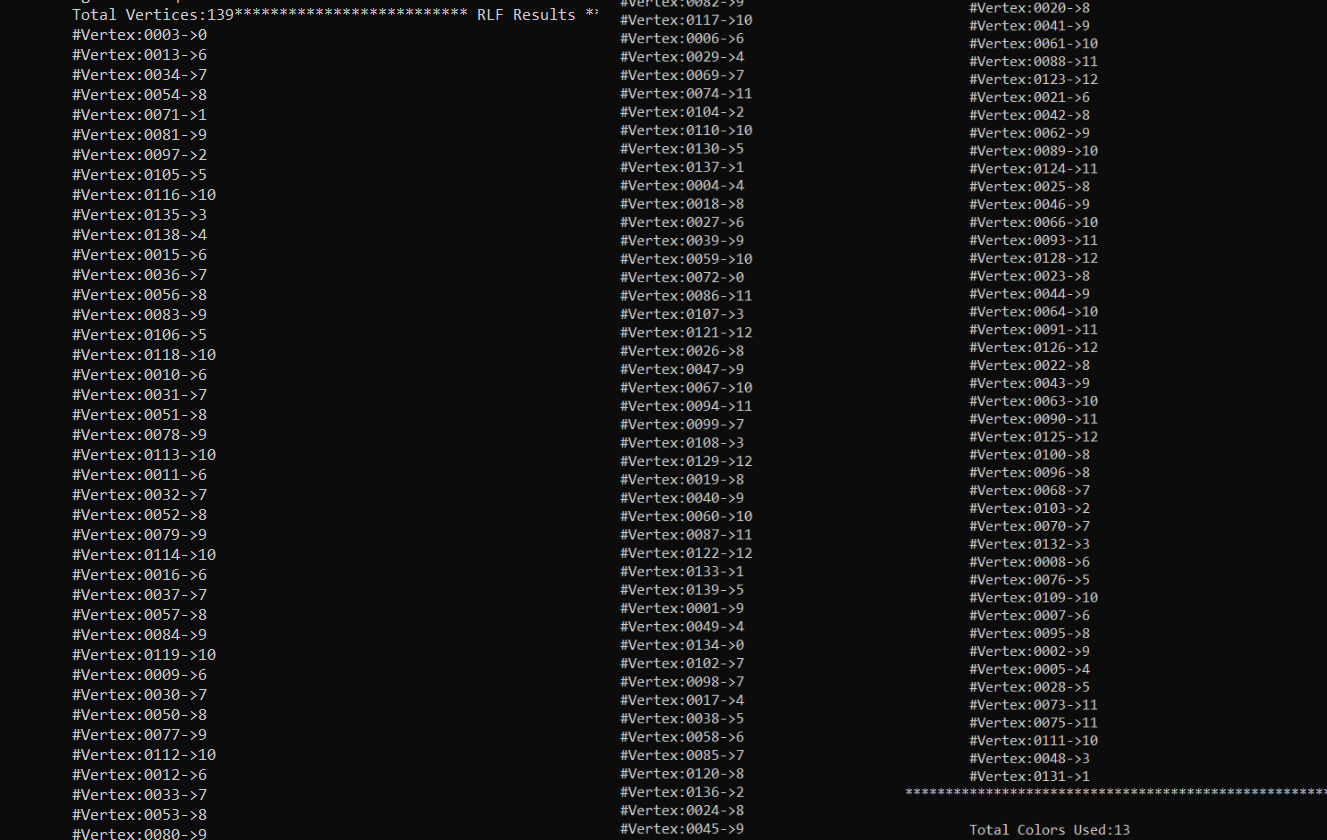 Total Vertices:139************************** RLF Results *
#Vertex:0003->0
#Vertex:0013->6
#Vertex:0034->7
#Vertex:0054->8
#Vertex:0071->1
#Vertex:0081->9
#Vertex:0097->2
#Vertex:0105->5
#Vertex:0116->10
#Vertex:0135->3
#Vertex:0138->4
#Vertex:0015->6
#Vertex:0036->7
#Vertex:0056->8
#Vertex:0083->9
#Vertex:0106->5
#Vertex:0118->10
#Vertex:0010->6
#Vertex:0031->7
#Vertex:0051->8
#Vertex:0078->9
#Vertex:0113->10
#Vertex:0011->6
#Vertex:0032->7
#Vertex:0052->8
#Vertex:0079->9
#Vertex:0114->10
#Vertex:0016->6
#Vertex:0037->7
#Vertex:0057->8
#Vertex:0084->9
#Vertex:0119->10
#Vertex:0009->6
#Vertex:0030->7
#Vertex:0050->8
#Vertex:0077->9
#Vertex:0112->10
#Vertex:0012->6
#Vertex:0033->7
#Vertex:0053->8
#Vertex:0080->9
#Vertex:0082->9
#Vertex:0117->10
#Vertex:0006->6
#Vertex:0029->4
#Vertex:0069->7
#Vertex:0074->11
#Vertex:0104->2
#Vertex:0110->10
#Vertex:0130->5
#Vertex:0137->1
#Vertex:0004->4
#Vertex:0018->8
#Vertex:0027->6
#Vertex:0039->9
#Vertex:0059->10
#Vertex:0072->0
#Vertex:0086->11
#Vertex:0107->3
#Vertex:0121->12
#Vertex:0026->8
#Vertex:0047->9
#Vertex:0067->10
#Vertex:0094->11
#Vertex:0099->7
#Vertex:0108->3
#Vertex:0129->12
#Vertex:0019->8
#Vertex:0040->9
#Vertex:0060->10
#Vertex:0087->11
#Vertex:0122->12
#Vertex:0133->1
#Vertex:0139->5
#Vertex:0001->9
#Vertex:0049->4
#Vertex:0134->0
#Vertex:0102->7
#Vertex:0098->7
#Vertex:0017->4
#Vertex:0038->5
#Vertex:0058->6
#Vertex:0085->7
#Vertex:0120->8
#Vertex:0136->2
#Vertex:0024->8
#Vertex:0045->9
#Vertex:0020->8
#Vertex:0041->9
#Vertex:0061->10
#Vertex:0088->11
#Vertex:0123->12
#Vertex:0021->6
#Vertex:0042->8
#Vertex:0062->9
#Vertex:0089->10
#Vertex:0124->11
#Vertex:0025->8
#Vertex:0046->9
#Vertex:0066->10
#Vertex:0093->11
#Vertex:0128->12
#Vertex:0023->8
#Vertex:0044->9
#Vertex:0064->10
#Vertex:0091->11
#Vertex:0126->12
#Vertex:0022->8
#Vertex:0043->9
#Vertex:0063->10
#Vertex:0090->11
#Vertex:0125->12
#Vertex:0100->8
#Vertex:0096->8
#Vertex:0068->7
#Vertex:0103->2
#Vertex:0070->7
#Vertex:0132->3
#Vertex:0008->6
#Vertex:0076->5
#Vertex:0109->10
#Vertex:0007->6
#Vertex:0095->8
#Vertex:0002->9
#Vertex:0005->4
#Vertex:0028->5
#Vertex:0073->11
#Vertex:0075->11
#Vertex:0111->10
#Vertex:0048->3
#Vertex:0131->1
*****************************************************
Total Colors Used:13